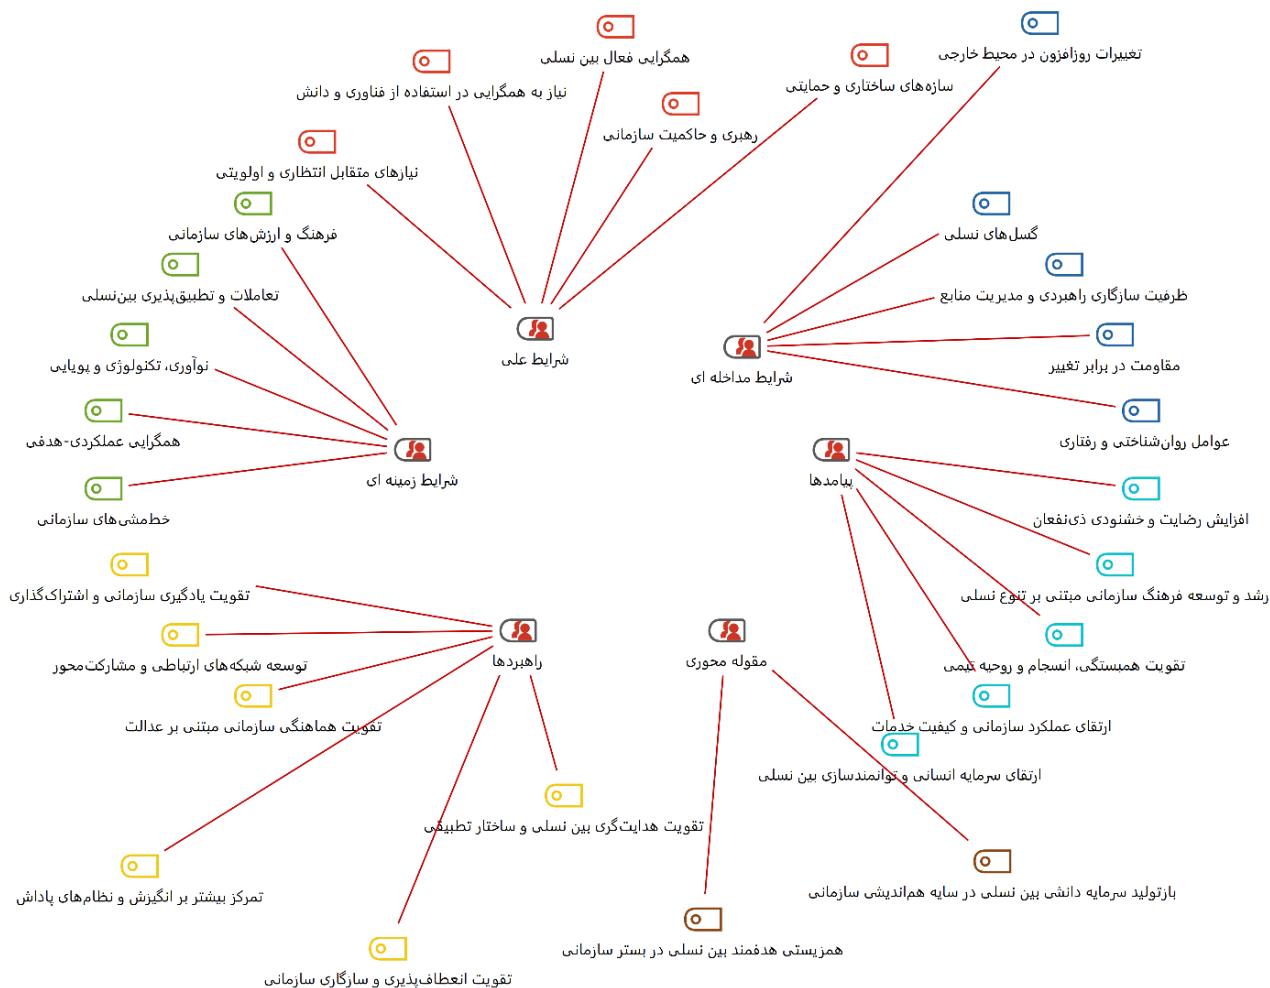 تغییرات روزافزون در محیط خارجی
همگرایی فعال بین نسلی
سازه‌های ساختاری و حمایتی
نیاز به همگرایی در استفاده از فناوری و دانش
رهبری و حاکمیت سازمانی
نیازهای متقابل انتظاری و اولویتی
فرهنگ و ارزش‌های سازمانی
گسل‌های نسلی
تعاملات و تطبیق‌پذیری بین‌نسلی
ظرفیت سازگاری راهبردی و مدیریت منابع
شرایط علی
نوآوری، تکنولوژی و پویایی
مقاومت در برابر تغییر
شرایط مداخله ای
همگرایی عملکردی-هدفی
عوامل روان‌شناختی و رفتاری
شرایط زمینه ای
پیامدها
خط‌مشی‌های سازمانی
افزایش رضایت و خشنودی ذی‌نفعان
تقویت یادگیری سازمانی و اشتراک‌گذاری
رشد و توسعه فرهنگ سازمانی مبتنی بر تنوع نسلی
راهبردها
مقوله محوری
توسعه شبکه‌های ارتباطی و مشارکت‌محور
تقویت همبستگی، انسجام و روحیه تیمی
تقویت هماهنگی سازمانی مبتنی بر عدالت
ارتقای عملکرد سازمانی و کیفیت خدمات
ارتقای سرمایه انسانی و توانمندسازی بین نسلی
تقویت هدایت‌گری بین نسلی و ساختار تطبیقی
بازتولید سرمایه دانشی بین نسلی در سایه هم‌اندیشی سازمانی
تمرکز بیشتر بر انگیزش و نظام‌های پاداش
همزیستی هدفمند بین نسلی در بستر سازمانی
تقویت انعطاف‌پذیری و سازگاری سازمانی